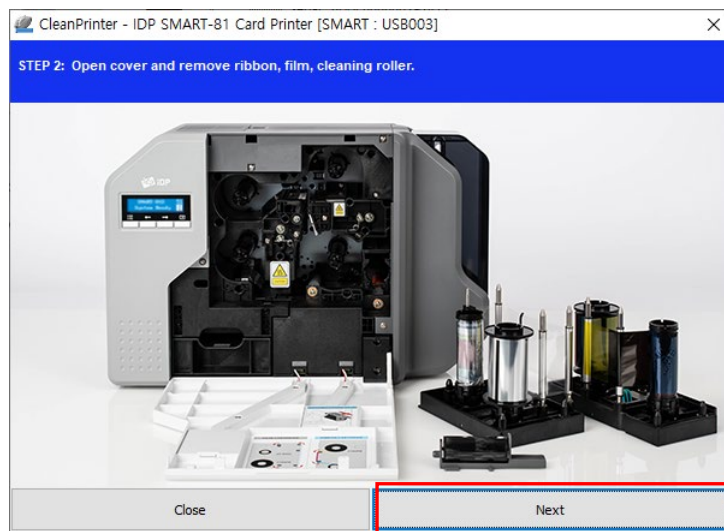 CleanPrinter - IDP SMART-81 Card Printer [SMART : USB003]
STEP 2: Open cover and remove ribbon, film, cleaning roller.
IDP
Close
Next